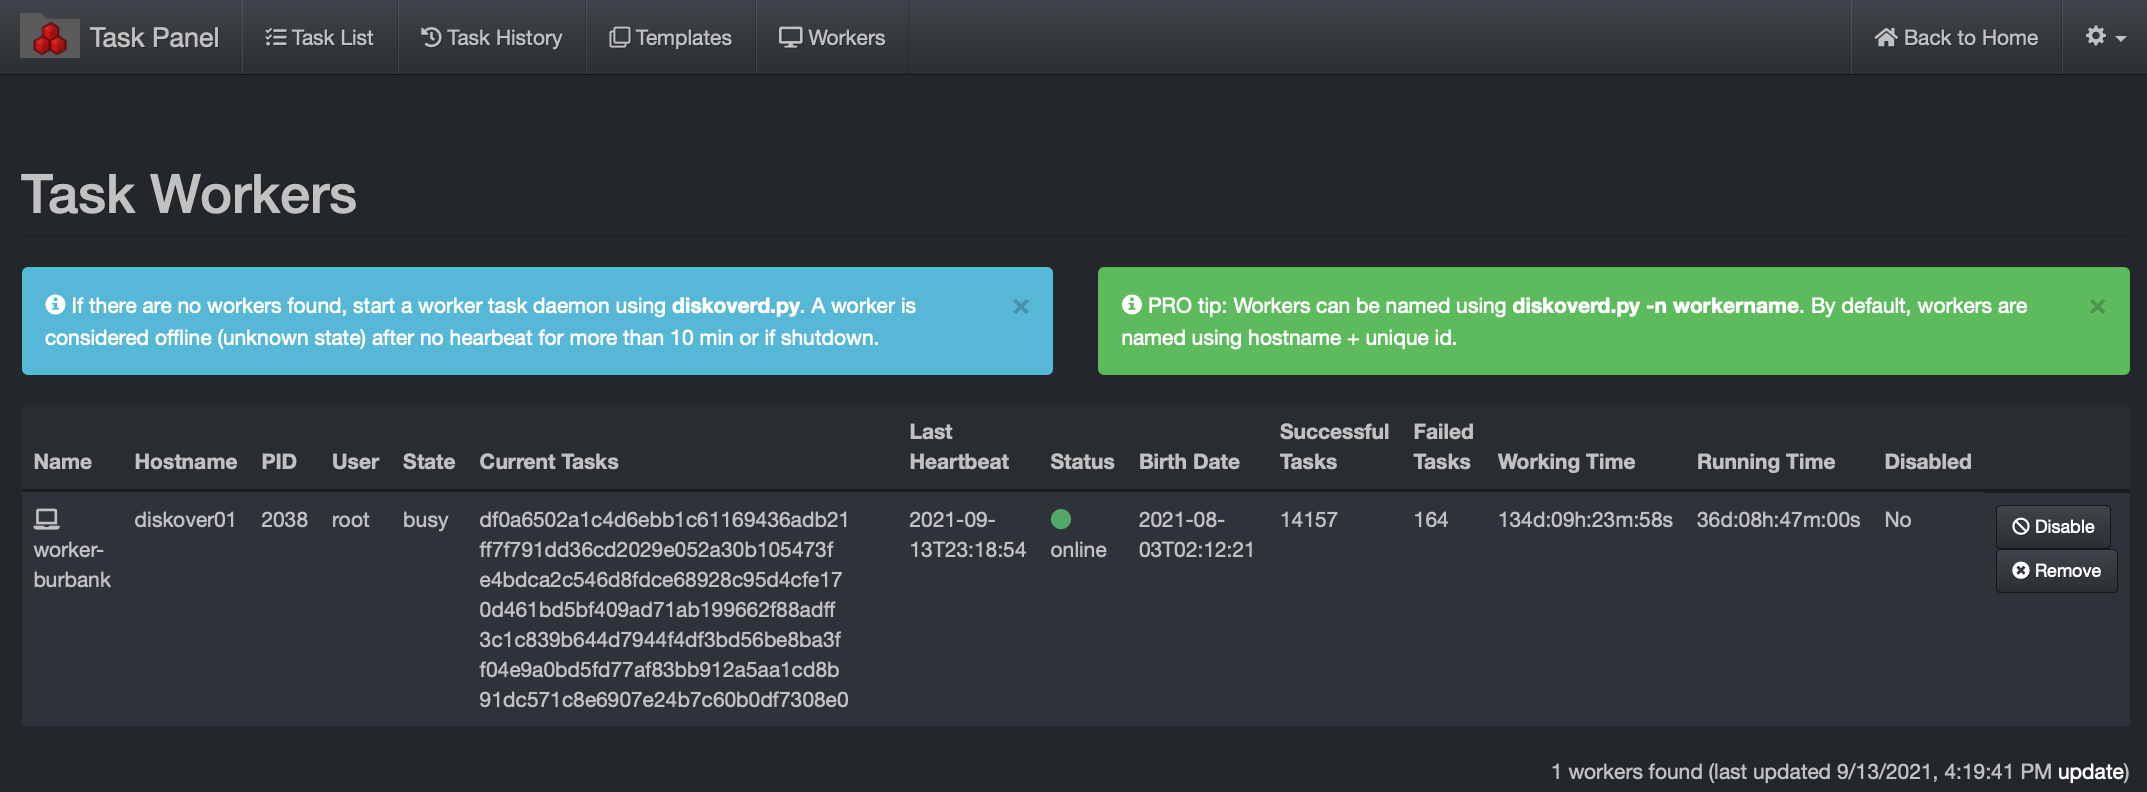 Task Panel
Task List
Task History
Templates
Workers
Back to Home
Task Workers
If there are no workers found, start a worker task daemon using diskoverd.py. A worker is
considered offline (unknown state) after no hearbeat for more than 10 min or if shutdown.
×
PRO tip: Workers can be named using diskoverd.py -n workername. By default, workers are
named using hostname + unique id.
×
Name Hostname PID User State Current Tasks Last Heartbeat Status Birth Date Successful Tasks Failed Tasks Working Time Running Time Disabled
worker-
burbank
diskover01
2038
root
busy
df0a6502a1c4d6ebb1c61169436adb21
ff7f791dd36cd2029e052a30b105473f
e4bdca2c546d8fdce68928c95d4cfe17
0d461bd5bf409ad71ab199662f88adff
3c1c839b644d7944f4df3bd56be8ba3f
f04e9a0bd5fd77af83bb912a5aa1cd8b
91dc571c8e6907e24b7c60b0df7308e0
2021-09-
13T23:18:54
online
2021-08-
03T02:12:21
14157
164
134d:09h:23m:58s
36d:08h:47m:00s
No
Disable
Remove
1 workers found (last updated 9/13/2021, 4:19:41 PM update)